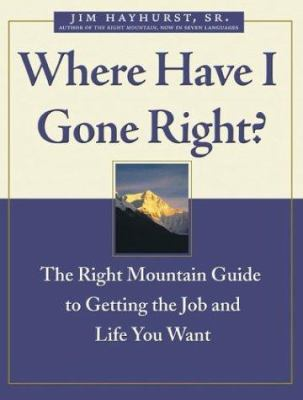 JIM HAYHURST, SR.
AUTHOR OF THE RIGHT MOUNTAIN, NOW IN SEVEN LANGUAGES
Where Have I
Gone Right?
The Right Mountain Guide
to Getting the Job and
Life You Want